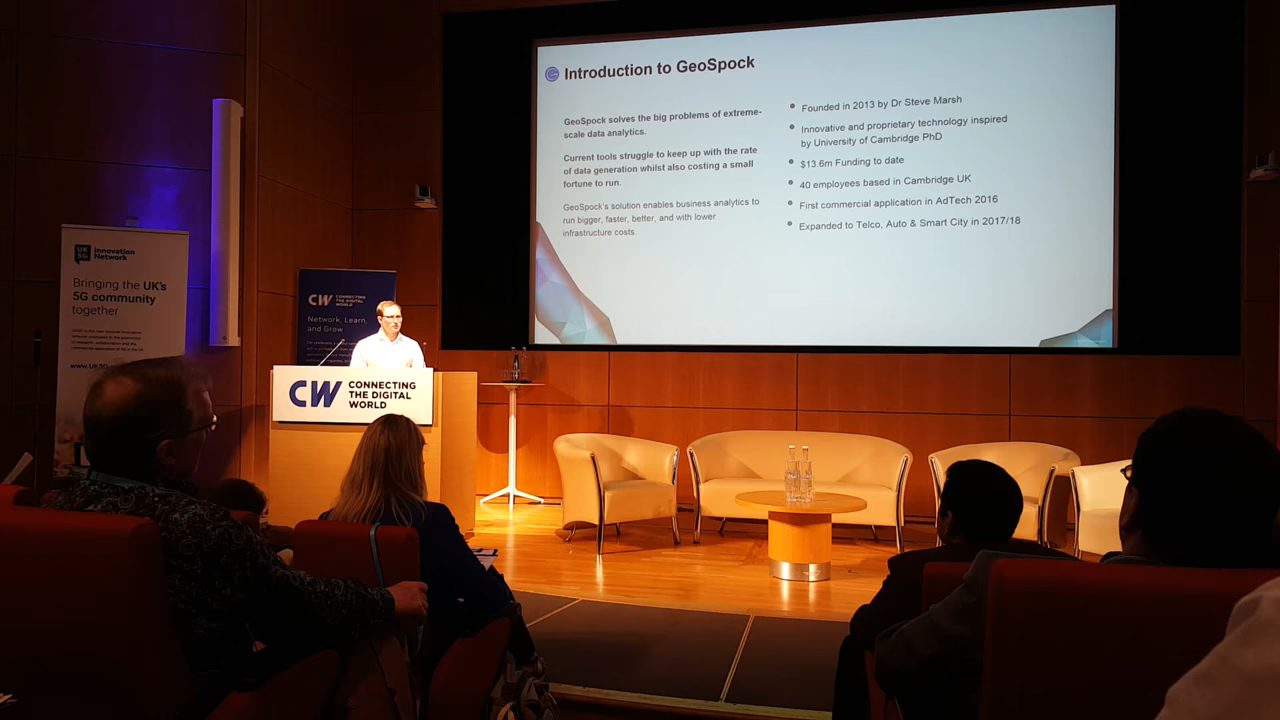 Introduction to GeoSpock
GeoSpock solves the big problems of extreme-
scale data analytics.
Current tools struggle to keep up with the rate
of data generation whilst also costing a small
fortune to run.
GeoSpock's solution enables business analytics to
run bigger, faster, better, and with lower
infrastructure costs
Founded in 2013 by Dr Steve Marsh
Innovative and proprietary technology inspired
by University of Cambridge PhD
$13.6m Funding to date
40 employees based in Cambridge UK
First commercial application in AdTech 2016
Expanded to Telco, Auto & Smart City in 2017/18
UK
5G
Innovation
Network
Bringing the UK's
5G community
together
CW CONNECTING
THE DIGITAL
WORLD
Network, Learn,
and Grow
CW CONNECTING
THE DIGITAL
WORLD